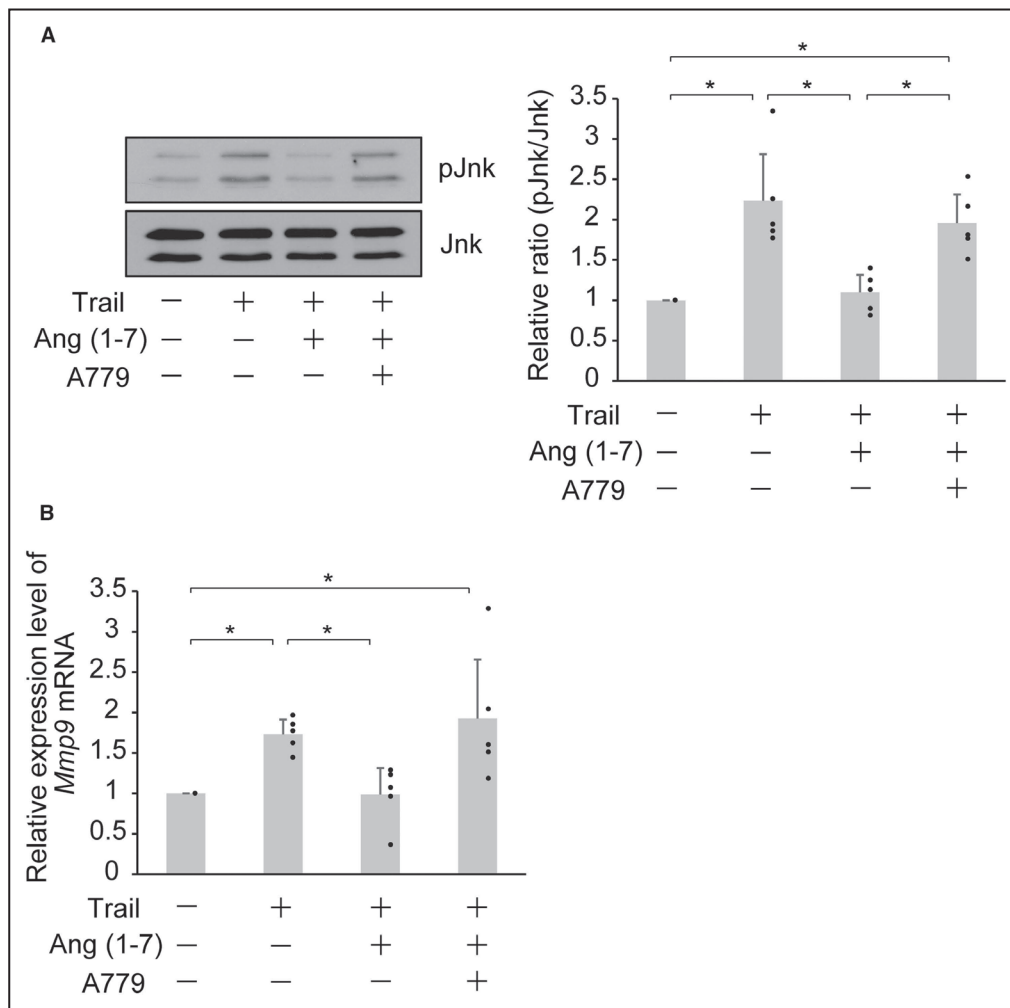 A
pJnk
Jnk
Trail − + + +
Ang (1-7) − − + +
A779 − − − +
* 
* * *
Relative ratio (pJnk/Jnk)
3.5
3
2.5
2
1.5
1
0.5
0
Trail − + + +
Ang (1-7) − − + +
A779 − − − +
B
*
* *
Relative expression level of
Mmp9 mRNA
3.5
3
2.5
2
1.5
1
0.5
0
Trail − + + +
Ang (1-7) − − + +
A779 − − − +